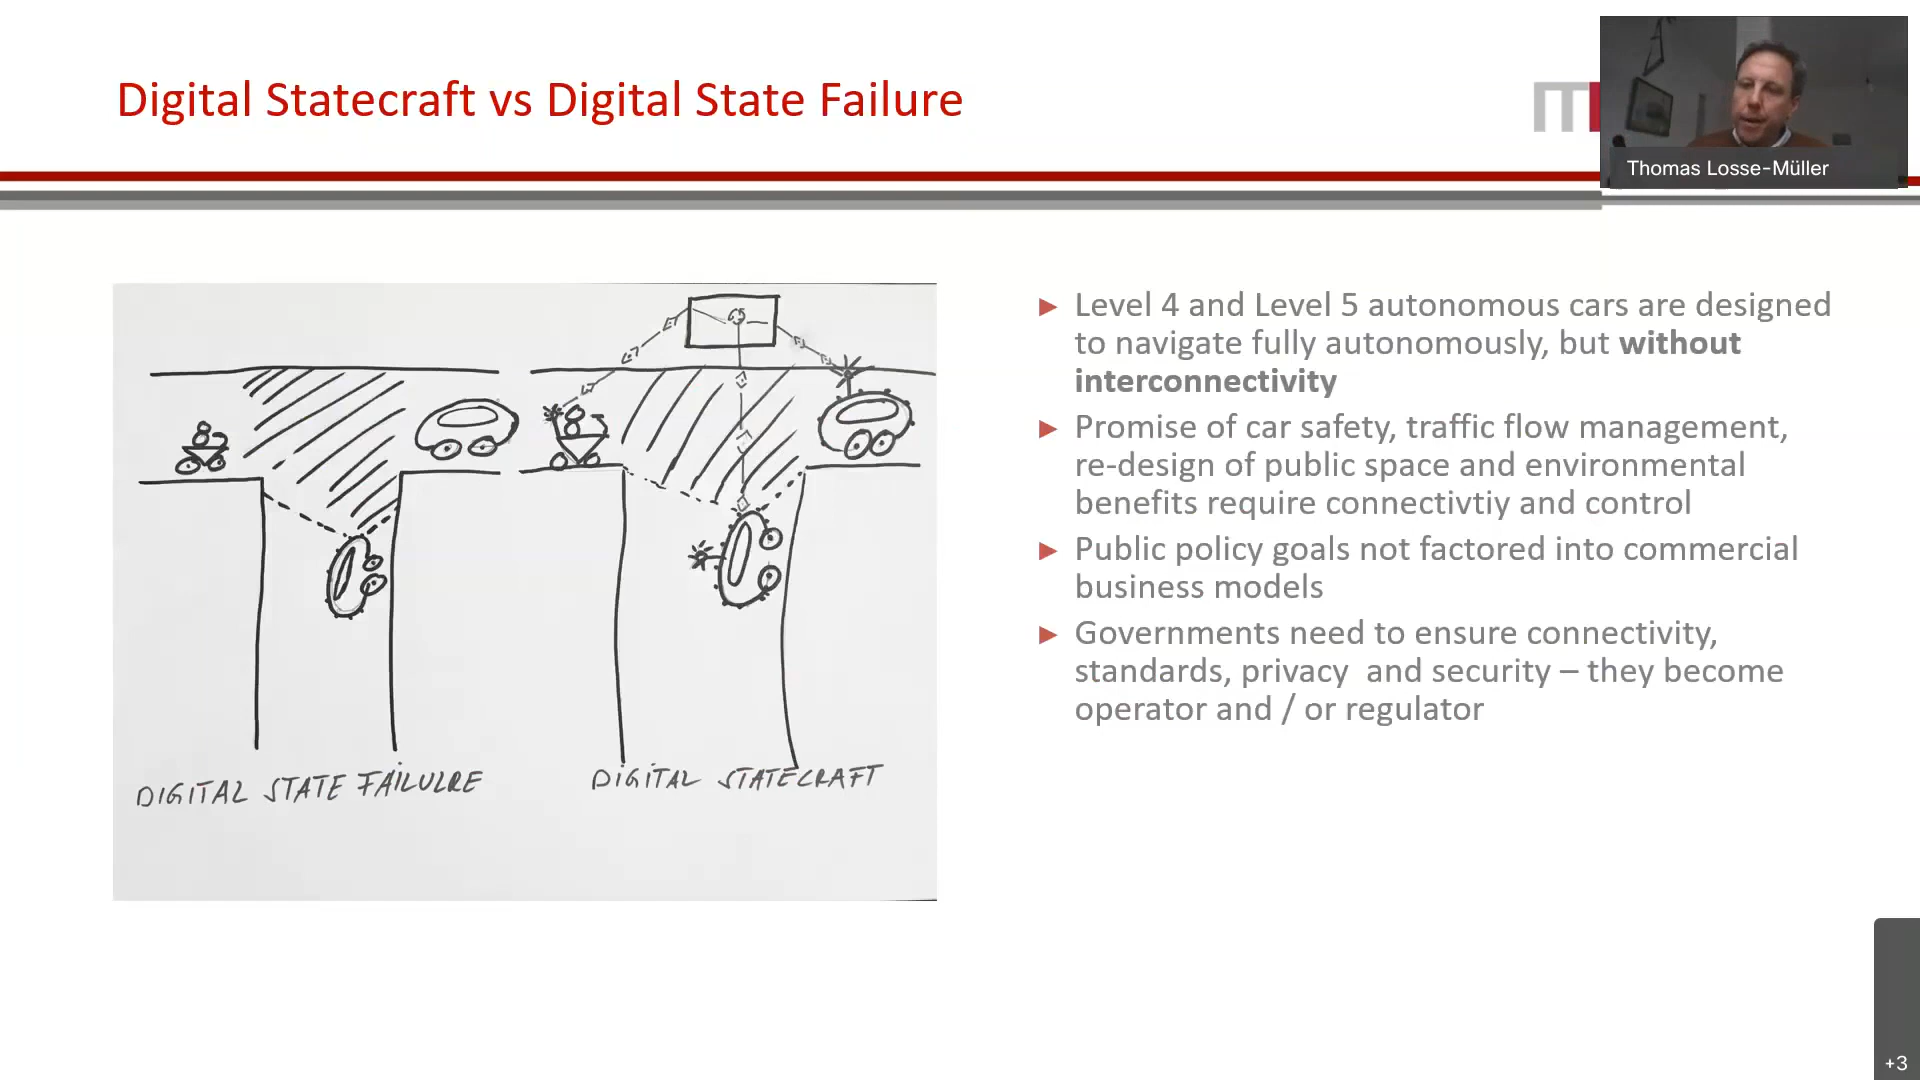 Digital Statecraft vs Digital State Failure
Thomas Losse-Müller
DIGITAL STATE FAILULRE
DIGITAL STATECRAFT
► Level 4 and Level 5 autonomous cars are designed
to navigate fully autonomously, but without
interconnectivity
► Promise of car safety, traffic flow management,
re-design of public space and environmental
benefits require connectivtiy and control
► Public policy goals not factored into commercial
business models
► Governments need to ensure connectivity,
standards, privacy and security – they become
operator and / or regulator
+3